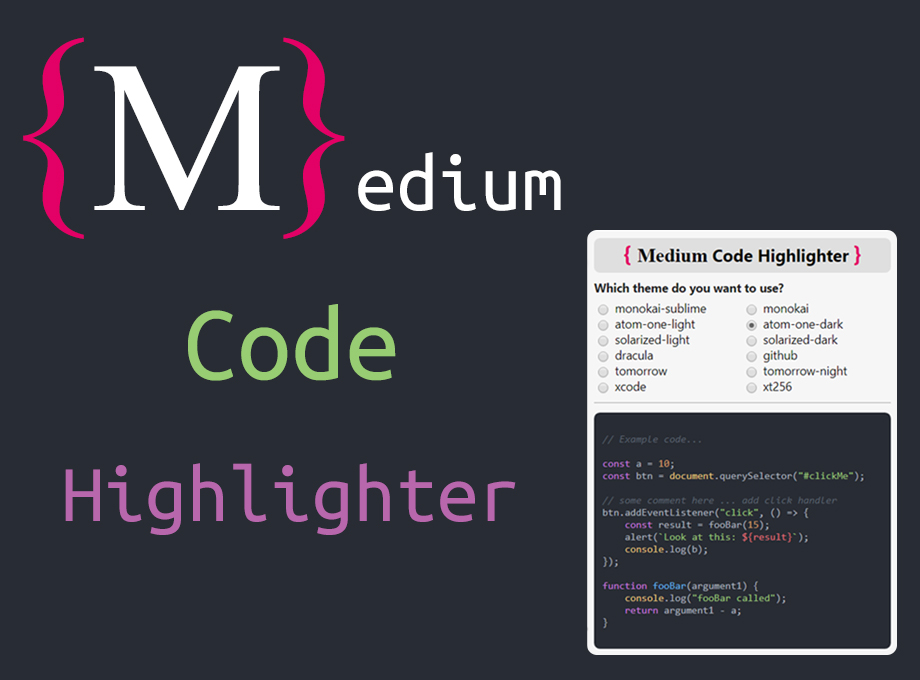 {M}edium
Code
Highlighter
{ Medium Code Highlighter }
Which theme do you want to use?
monokai-sublime
monokai
atom-one-light
atom-one-dark
solarized-light
solarized-dark
dracula
github
tomorrow
tomorrow-night
xcode
xt256
// Example code...
const a = 10;
const btn = document.querySelector("#clickMe");
// some comment here ... add click handler
btn.addEventListener("click", () => {
    const result = fooBar(15);
    alert(`Look at this: ${result}`);
    console.log(b);
});
function fooBar(argument1) {
    console.log("fooBar called");
    return argument1 - a;
}